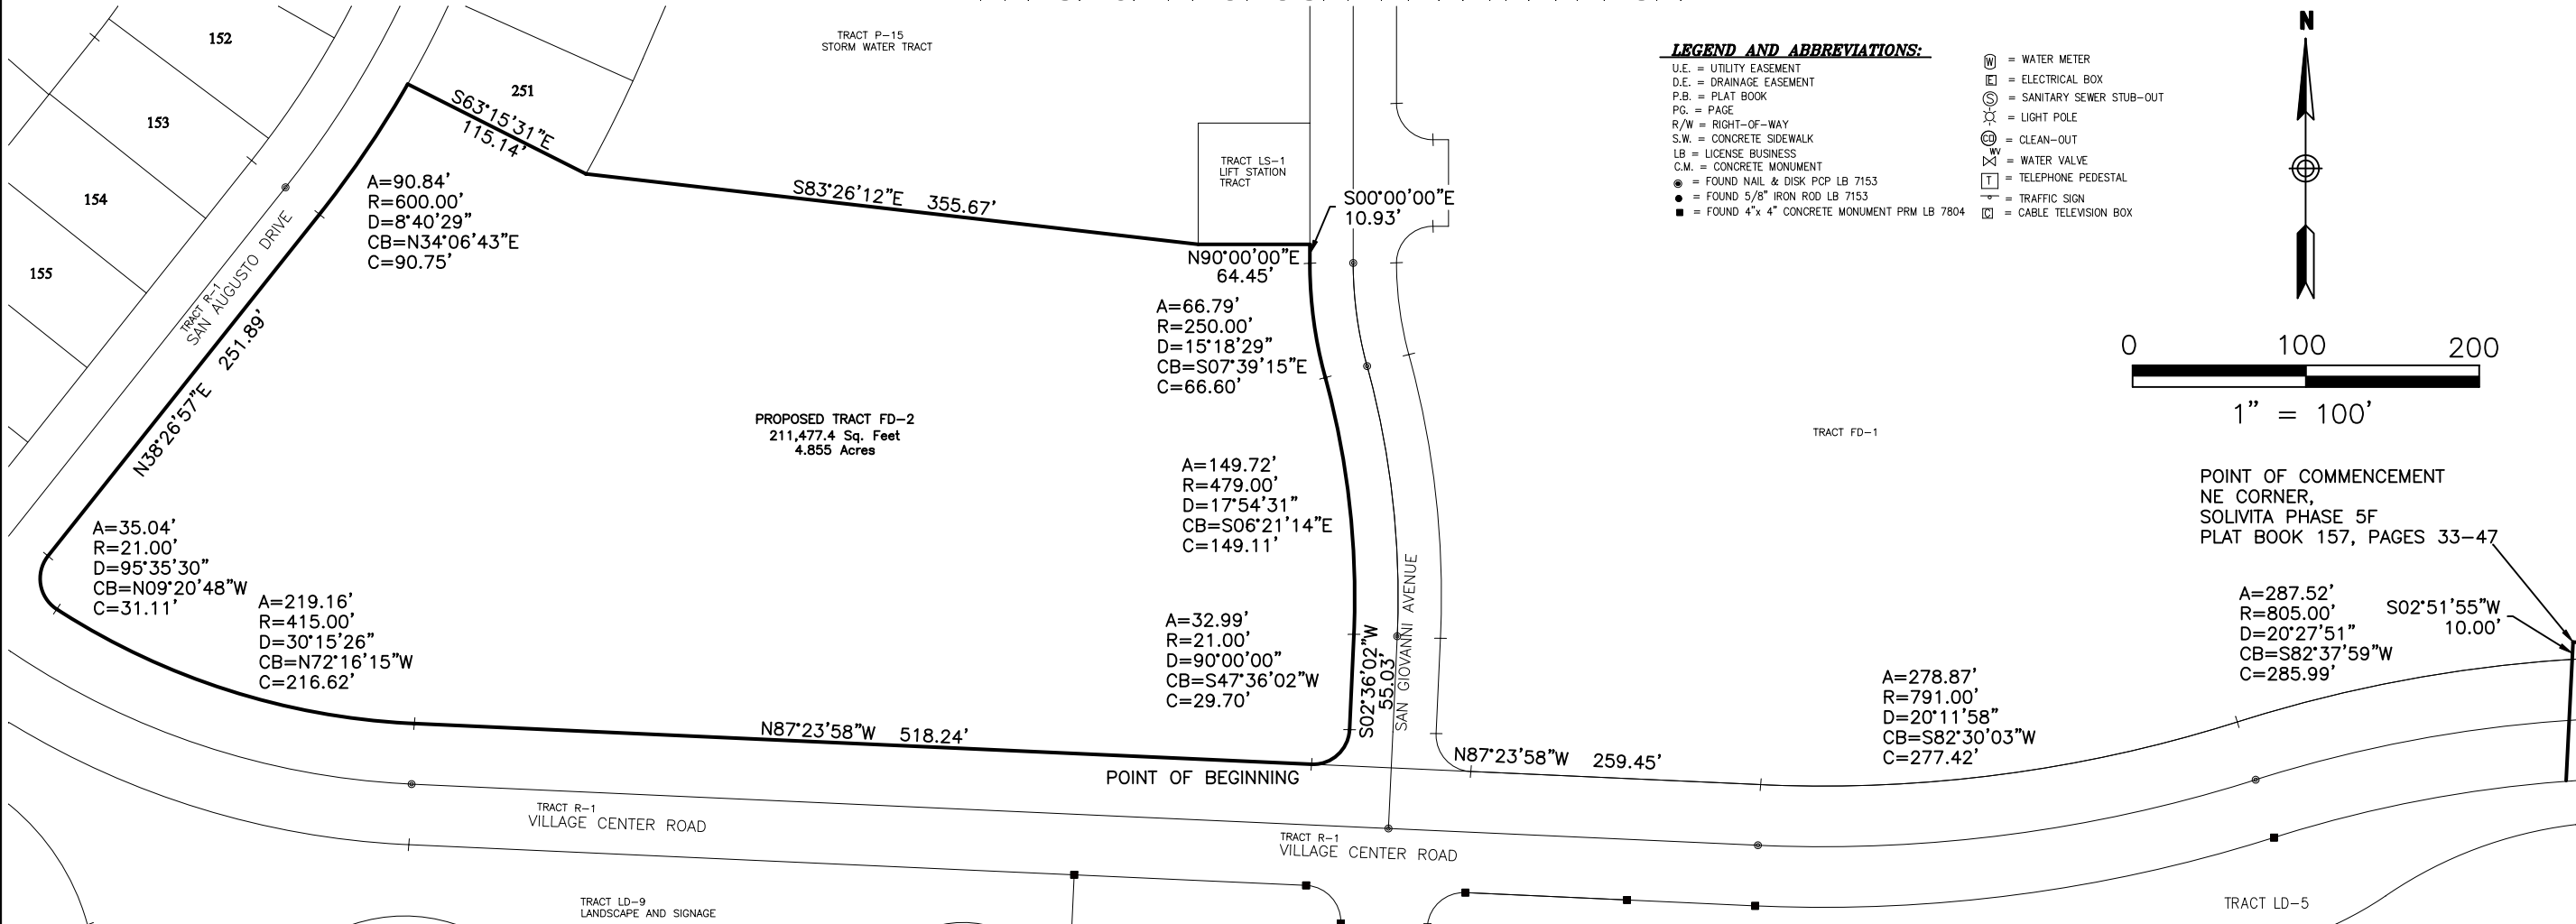 152
153
154
155
251
TRACT P-15
STORM WATER TRACT
S63°15'31"E
115.14'
A=90.84'
R=600.00'
D=8°40'29"
CB=N34°06'43"E
C=90.75'
TRACT R-1
SAN AUGUSTO DRIVE
N38°26'57"E 251.89'
S83°26'12"E 355.67'
TRACT LS-1
LIFT STATION
TRACT
S00°00'00"E
10.93'
N90°00'00"E
64.45'
A=66.79'
R=250.00'
D=15°18'29"
CB=S07°39'15"E
C=66.60'
PROPOSED TRACT FD-2
211,477.4 Sq. Feet
4.855 Acres
A=149.72'
R=479.00'
D=17°54'31"
CB=S06°21'14"E
C=149.11'
A=35.04'
R=21.00'
D=95°35'30"
CB=N09°20'48"W
C=31.11'
A=219.16'
R=415.00'
D=30°15'26"
CB=N72°16'15"W
C=216.62'
A=32.99'
R=21.00'
D=90°00'00"
CB=S47°36'02"W
C=29.70'
S02°36'02"W
55.03'
SAN GIOVANNI AVENUE
N87°23'58"W 518.24'
POINT OF BEGINNING
N87°23'58"W 259.45'
TRACT R-1
VILLAGE CENTER ROAD
TRACT R-1
VILLAGE CENTER ROAD
TRACT LD-9
LANDSCAPE AND SIGNAGE
LEGEND AND ABBREVIATIONS:
U.E. = UTILITY EASEMENT
D.E. = DRAINAGE EASEMENT
P.B. = PLAT BOOK
PG. = PAGE
R/W = RIGHT-OF-WAY
S.W. = CONCRETE SIDEWALK
LB = LICENSE BUSINESS
C.M. = CONCRETE MONUMENT
= FOUND NAIL & DISK PCP LB 7153
= FOUND 5/8" IRON ROD LB 7153
= FOUND 4"x 4" CONCRETE MONUMENT PRM LB 7804
W = WATER METER
E = ELECTRICAL BOX
S = SANITARY SEWER STUB-OUT
= LIGHT POLE
CO = CLEAN-OUT
WV = WATER VALVE
T = TELEPHONE PEDESTAL
= TRAFFIC SIGN
C = CABLE TELEVISION BOX
N
0 100 200
1" = 100'
TRACT FD-1
POINT OF COMMENCEMENT
NE CORNER,
SOLIVITA PHASE 5F
PLAT BOOK 157, PAGES 33-47
A=287.52'
R=805.00'
D=20°27'51"
CB=S82°37'59"W
C=285.99'
S02°51'55"W
10.00'
A=278.87'
R=791.00'
D=20°11'58"
CB=S82°30'03"W
C=277.42'
TRACT LD-5